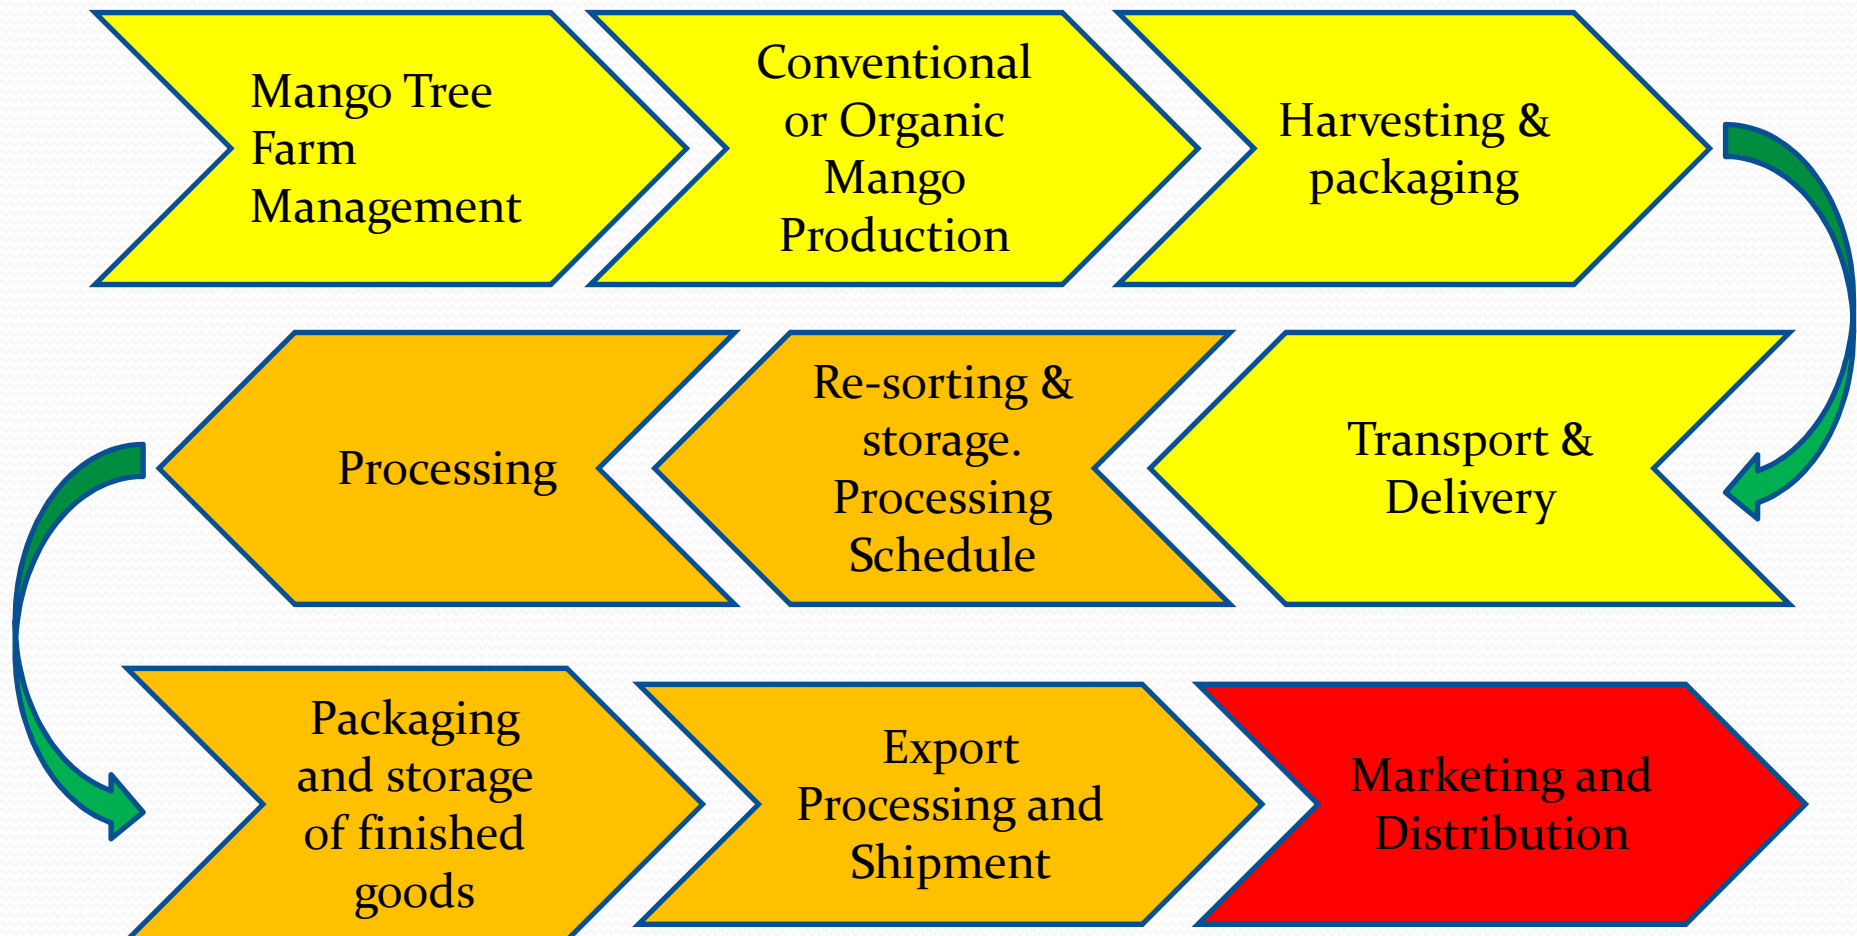 Mango Tree
Farm
Management
Conventional
or Organic
Mango
Production
Harvesting &
packaging
Transport &
Delivery
Re-sorting &
storage.
Processing
Schedule
Processing
Packaging
and storage
of finished
goods
Export
Processing and
Shipment
Marketing and
Distribution